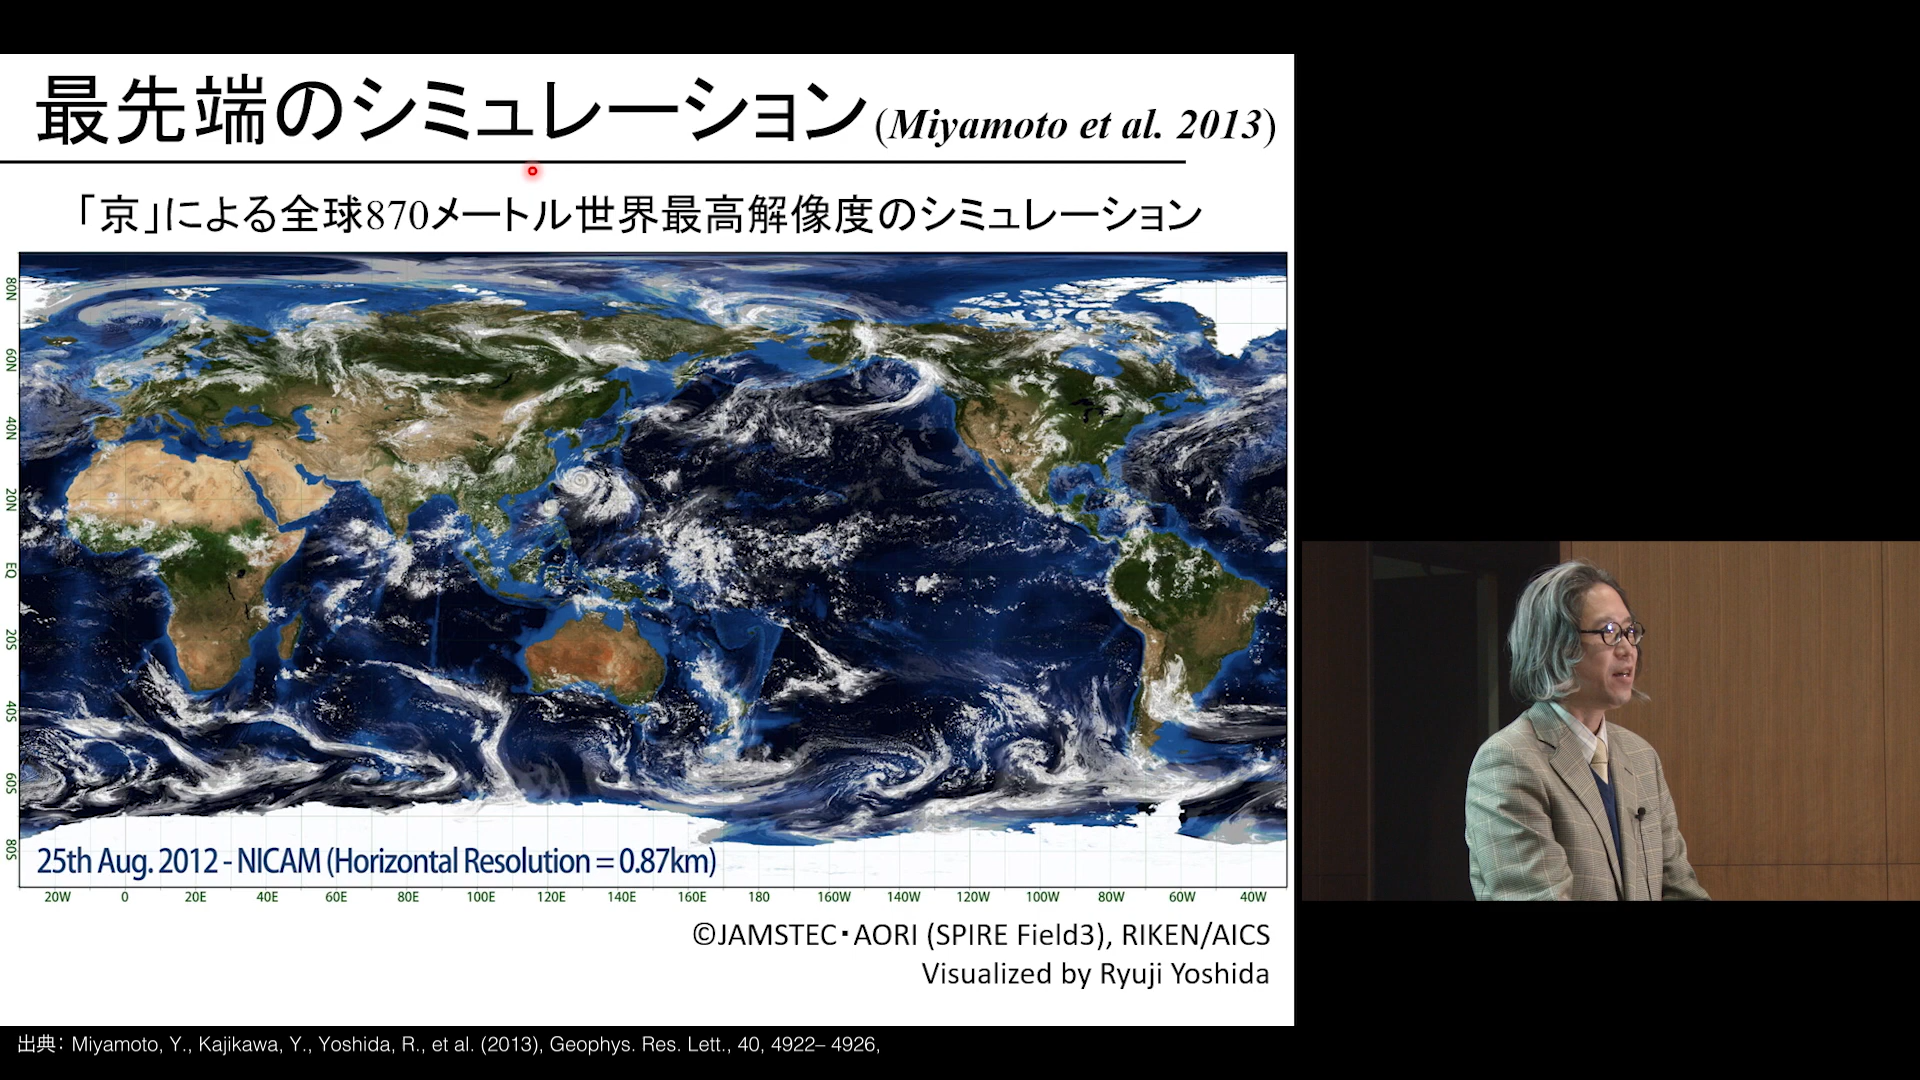 最先端のシミュレーション (Miyamoto et al. 2013)
「京」による全球870メートル世界最高解像度のシミュレーション
80N
60N
40N
20N
EQ
20S
40S
60S
80S
25th Aug. 2012 - NICAM (Horizontal Resolution = 0.87km)
20W 0 20E 40E 60E 80E 100E 120E 140E 160E 180 160W 140W 120W 100W 80W 60W 40W
©JAMSTEC・AORI (SPIRE Field3), RIKEN/AICS
Visualized by Ryuji Yoshida
出典: Miyamoto, Y., Kajikawa, Y., Yoshida, R., et al. (2013), Geophys. Res. Lett., 40, 4922– 4926,